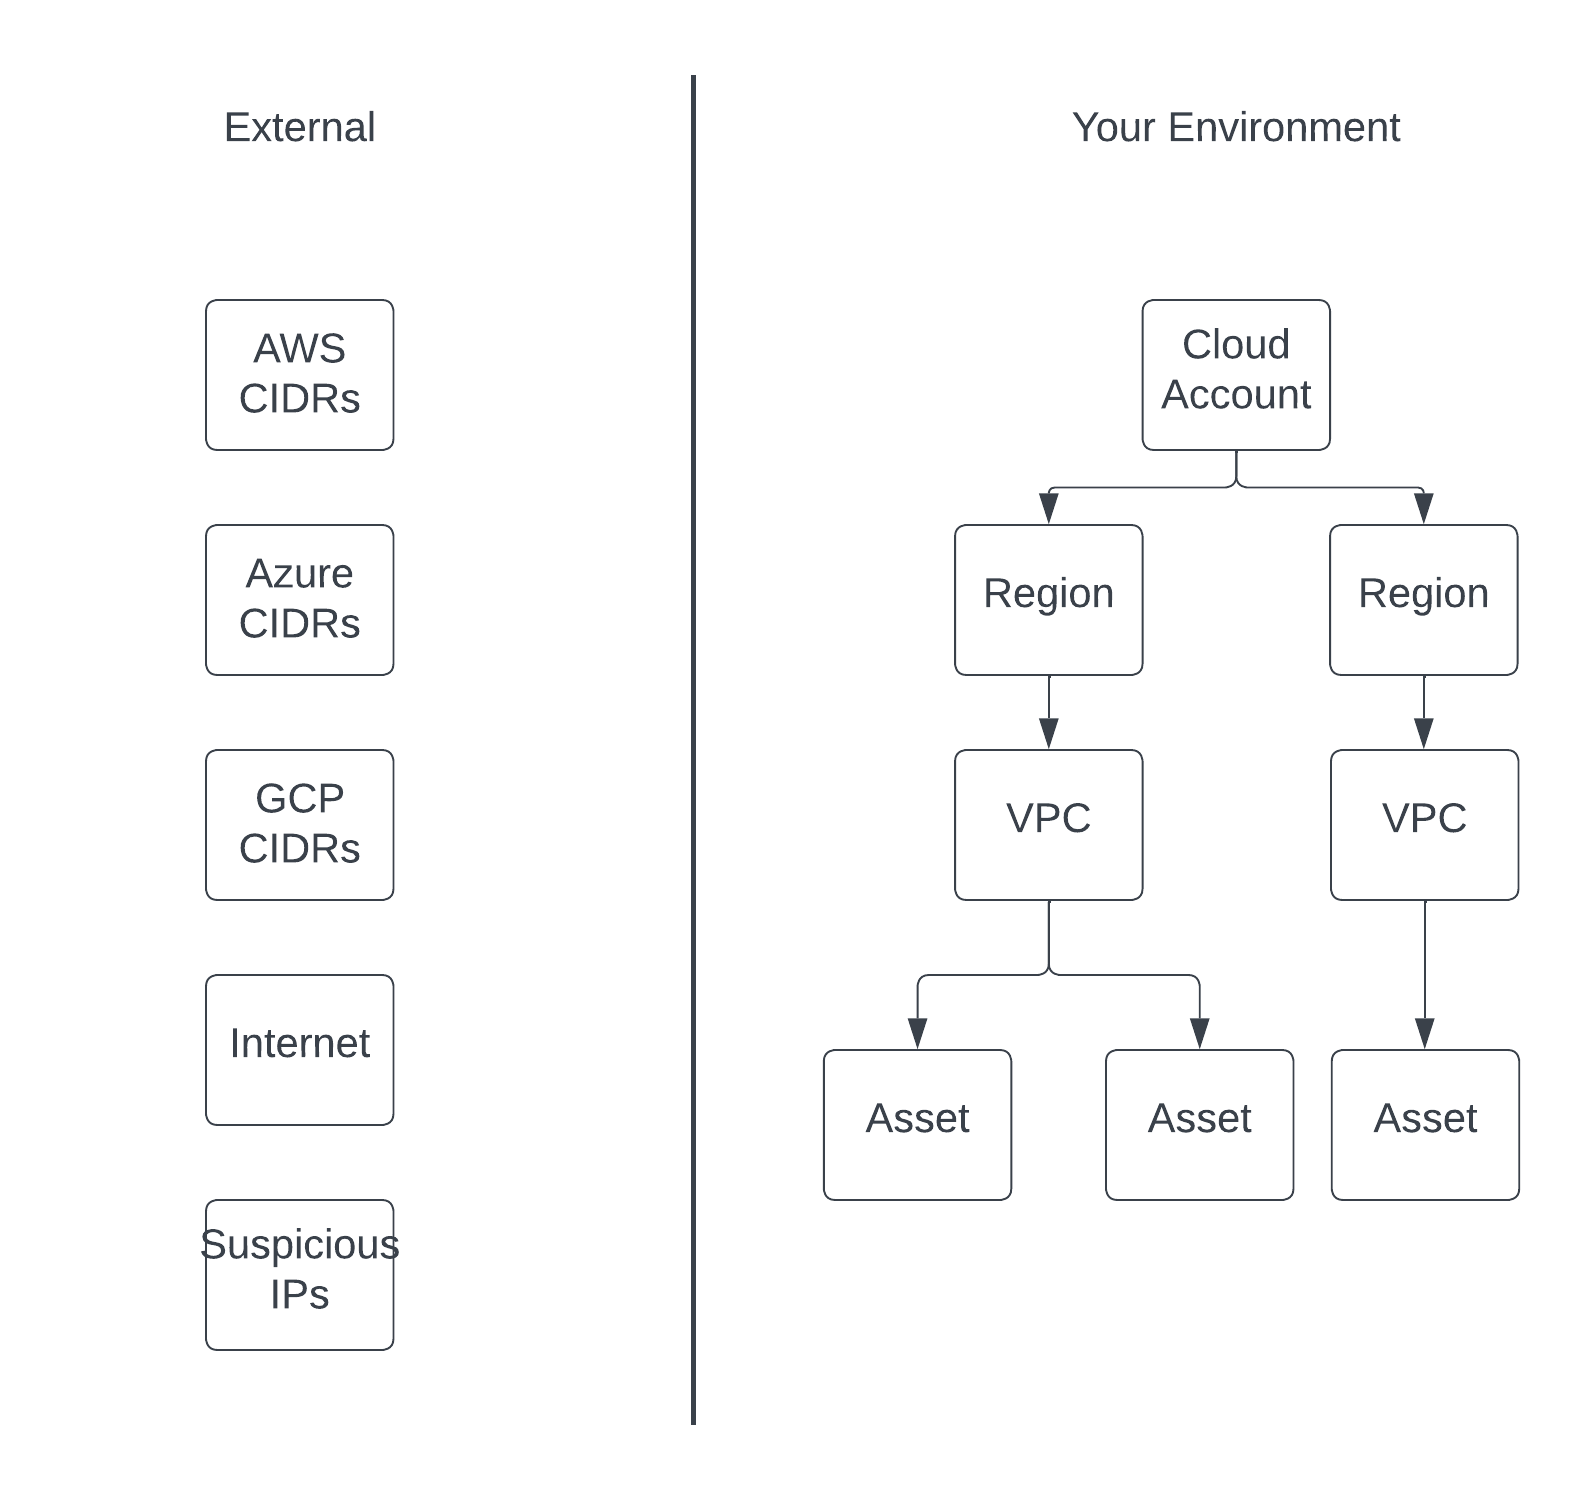 External
Your Environment
AWS
CIDRs
Azure
CIDRs
GCP
CIDRs
Internet
Suspicious
IPs
Cloud
Account
Region
Region
VPC
VPC
Asset
Asset
Asset